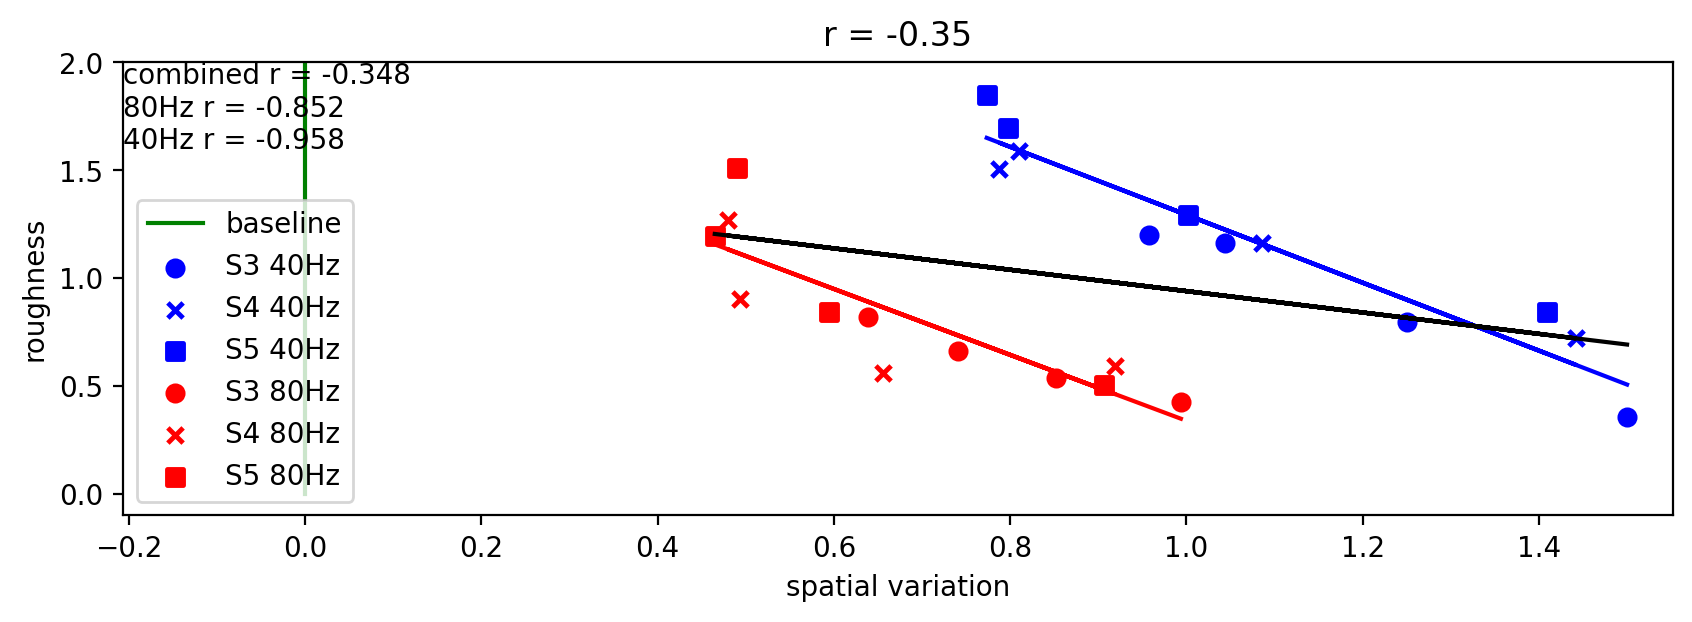 r = -0.35
combined r = -0.348
80Hz r = -0.852
40Hz r = -0.958
baseline
S3 40Hz
S4 40Hz
S5 40Hz
S3 80Hz
S4 80Hz
S5 80Hz
roughness
2.0
1.5
1.0
0.5
0.0
−0.2 0.0 0.2 0.4 0.6 0.8 1.0 1.2 1.4
spatial variation